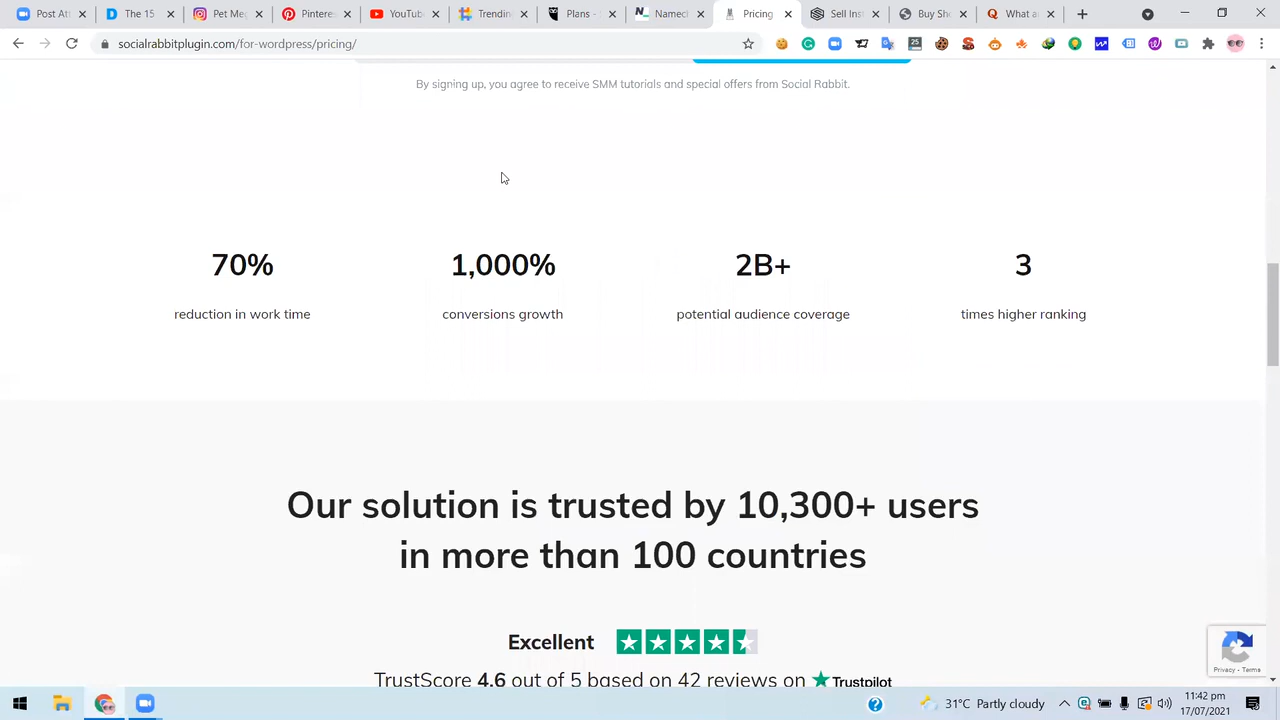 Post Att
The 15
Pet Me
Pinteres
YouTub
Trending
Plans -
Nameci
Pricing
Sell Inst
Buy Sho
What a
socialrabbitplugin.com/for-wordpress/pricing/
By signing up, you agree to receive SMM tutorials and special offers from Social Rabbit.
70% 1,000% 2B+ 3
reduction in work time conversions growth potential audience coverage times higher ranking
Our solution is trusted by 10,300+ users
in more than 100 countries
Excellent
TrustScore 4.6 out of 5 based on 42 reviews on Trustpilot
Privacy - Terms
31°C Partly cloudy
11:42 pm
17/07/2021